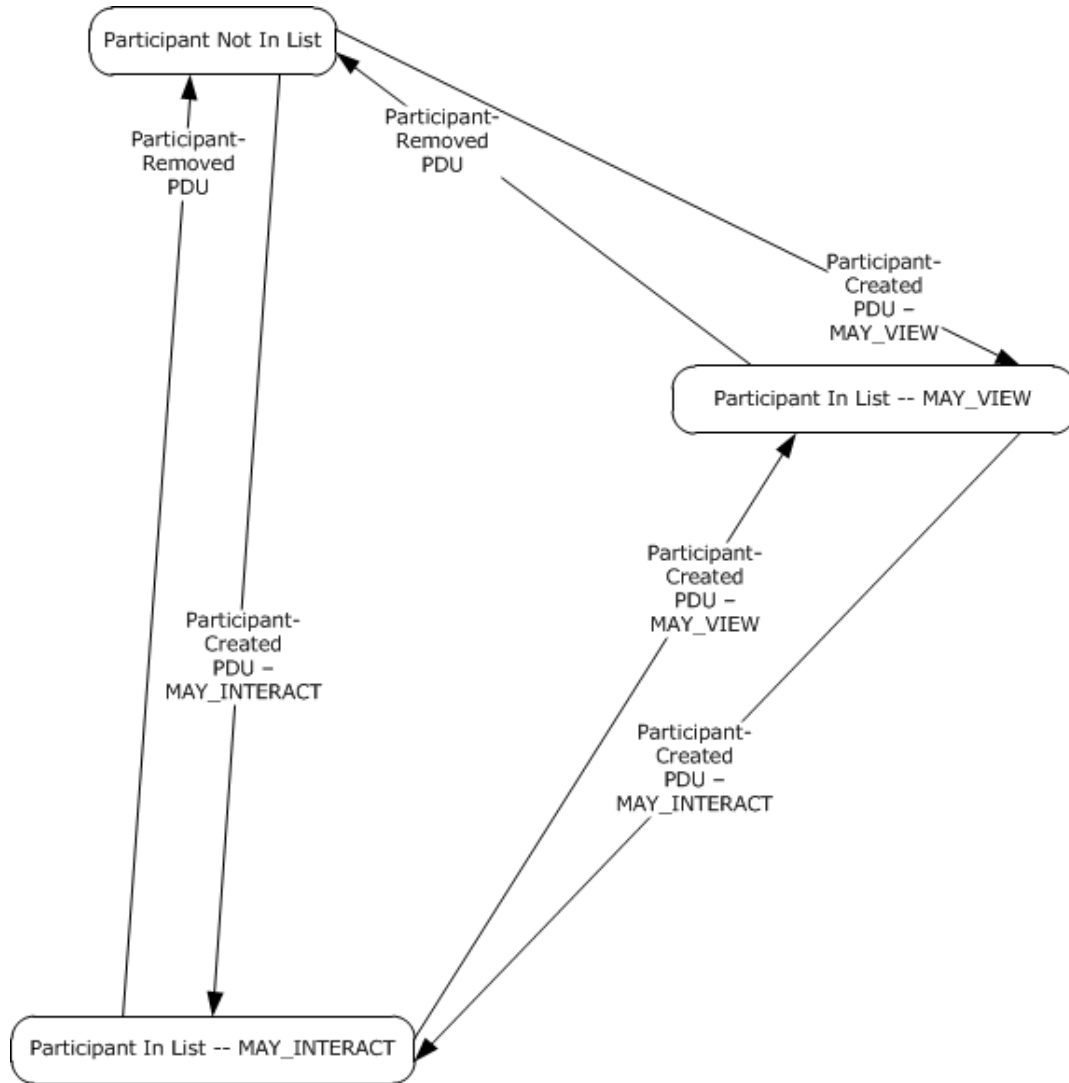 Participant Not In List
Participant-
Removed
PDU
Participant-
Removed
PDU
Participant-
Created
PDU –
MAY_VIEW
Participant In List -- MAY_VIEW
Participant-
Created
PDU –
MAY_VIEW
Participant-
Created
PDU –
MAY_INTERACT
Participant-
Created
PDU –
MAY_INTERACT
Participant In List -- MAY_INTERACT